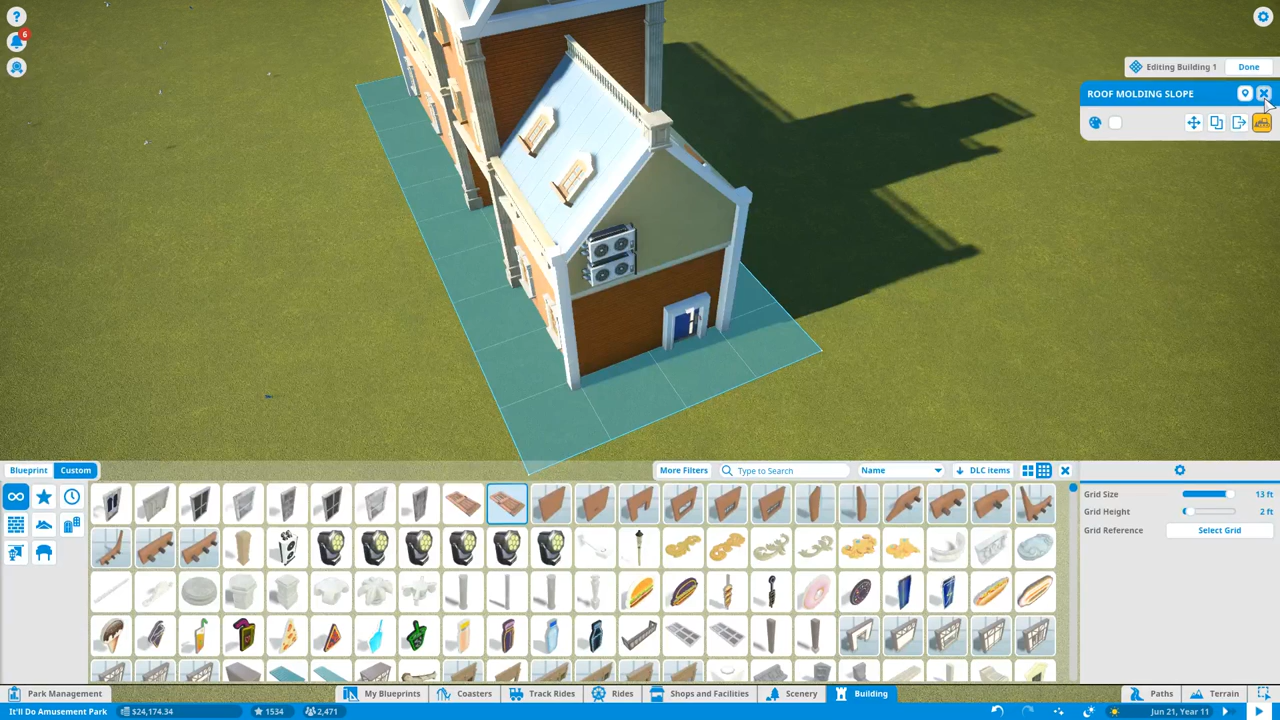 ?
6
Editing Building 1 Done
ROOF MOLDING SLOPE
Blueprint Custom More Filters Type to Search Name DLC items
Grid Size 13 ft
Grid Height 2 ft
Grid Reference Select Grid
Park Management My Blueprints Coasters Track Rides Rides Shops and Facilities Scenery Building Paths Terrain
It'll Do Amusement Park $24,174.34 1534 2,471 Jun 21, Year 11